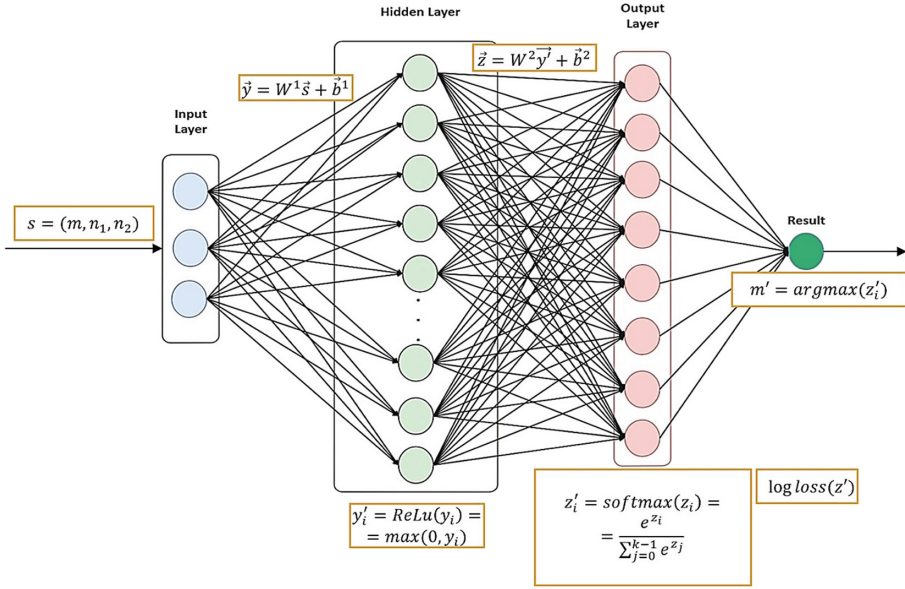 Hidden Layer
Output
Layer
z⃗ = W²y⃗′ + b⃗²
y⃗ = W¹s⃗ + b⃗¹
Input
Layer
s = (m, n₁, n₂)
Result
m′ = argmax(z′ᵢ)
y′ᵢ = ReLu(yᵢ) =
= max(0, yᵢ)
z′ᵢ = softmax(zᵢ) =
= e^{zᵢ} / ∑_{j=0}^{k−1} e^{zⱼ}
log loss(z′)